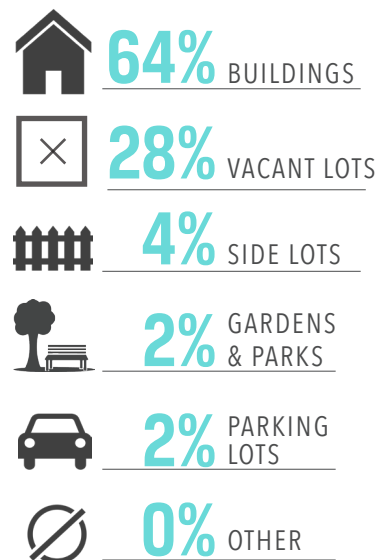 64% BUILDINGS
28% VACANT LOTS
4% SIDE LOTS
2% GARDENS
& PARKS
2% PARKING
LOTS
0% OTHER